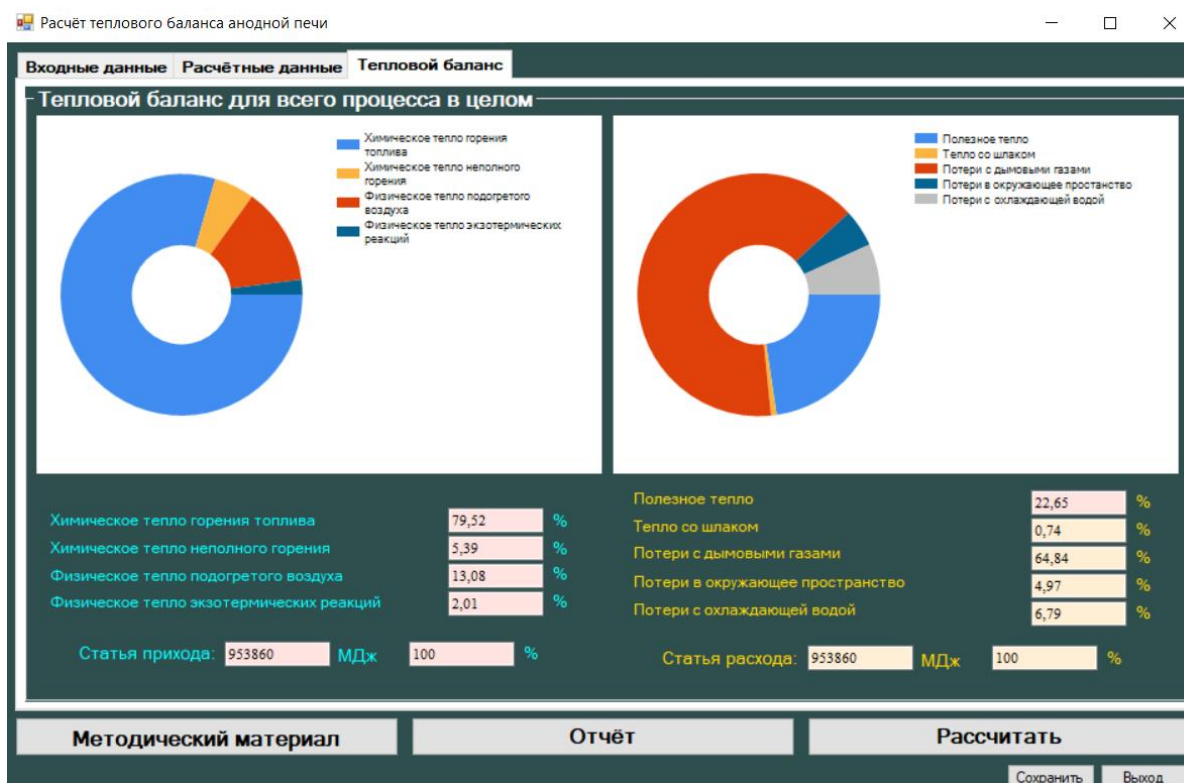 Расчёт теплового баланса анодной печи
Входные данные Расчётные данные Тепловой баланс
Тепловой баланс для всего процесса в целом
Химическое тепло горения
топлива
Химическое тепло неполного
горения
Физическое тепло подогретого
воздуха
Физическое тепло экзотермических
реакций
Полезное тепло
Тепло со шлаком
Потери с дымовыми газами
Потери в окружающее простанство
Потери с охлаждающей водой
Химическое тепло горения топлива 79,52 %
Химическое тепло неполного горения 5,39 %
Физическое тепло подогретого воздуха 13,08 %
Физическое тепло экзотермических реакций 2,01 %
Статья прихода: 953860 МДж 100 %
Полезное тепло 22,65 %
Тепло со шлаком 0,74 %
Потери с дымовыми газами 64,84 %
Потери в окружающее пространство 4,97 %
Потери с охлаждающей водой 6,79 %
Статья расхода: 953860 МДж 100 %
Методический материал Отчёт Рассчитать
Сохранить Выход